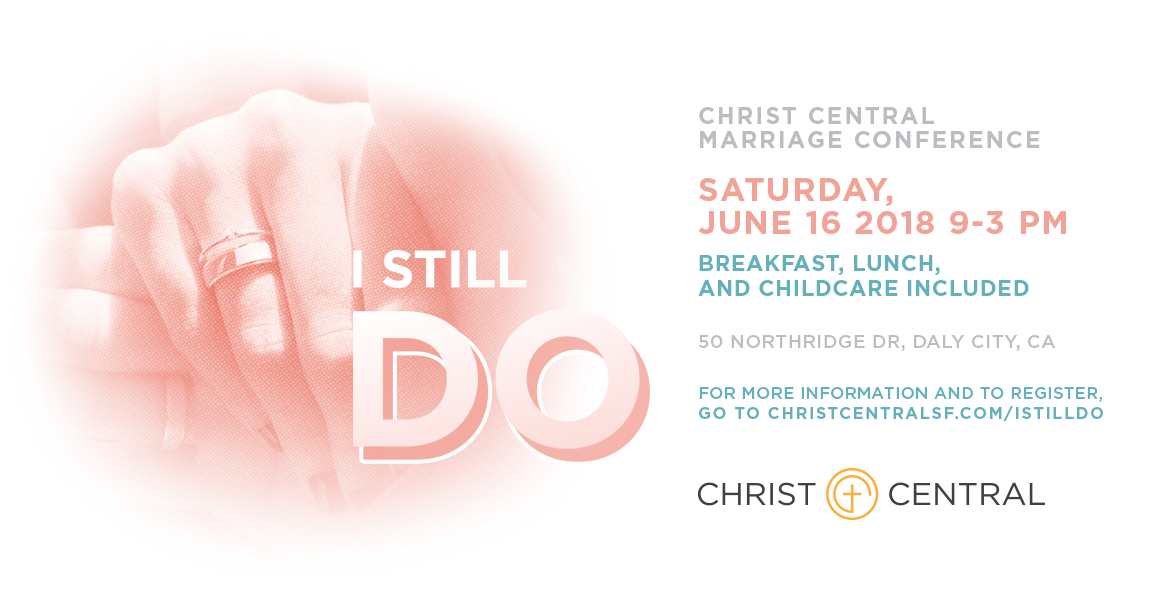 I STILL
DO
CHRIST CENTRAL
MARRIAGE CONFERENCE
SATURDAY,
JUNE 16 2018 9-3 PM
BREAKFAST, LUNCH,
AND CHILDCARE INCLUDED
50 NORTHRIDGE DR, DALY CITY, CA
FOR MORE INFORMATION AND TO REGISTER,
GO TO CHRISTCENTRALSF.COM/ISTILLDO
CHRIST CENTRAL